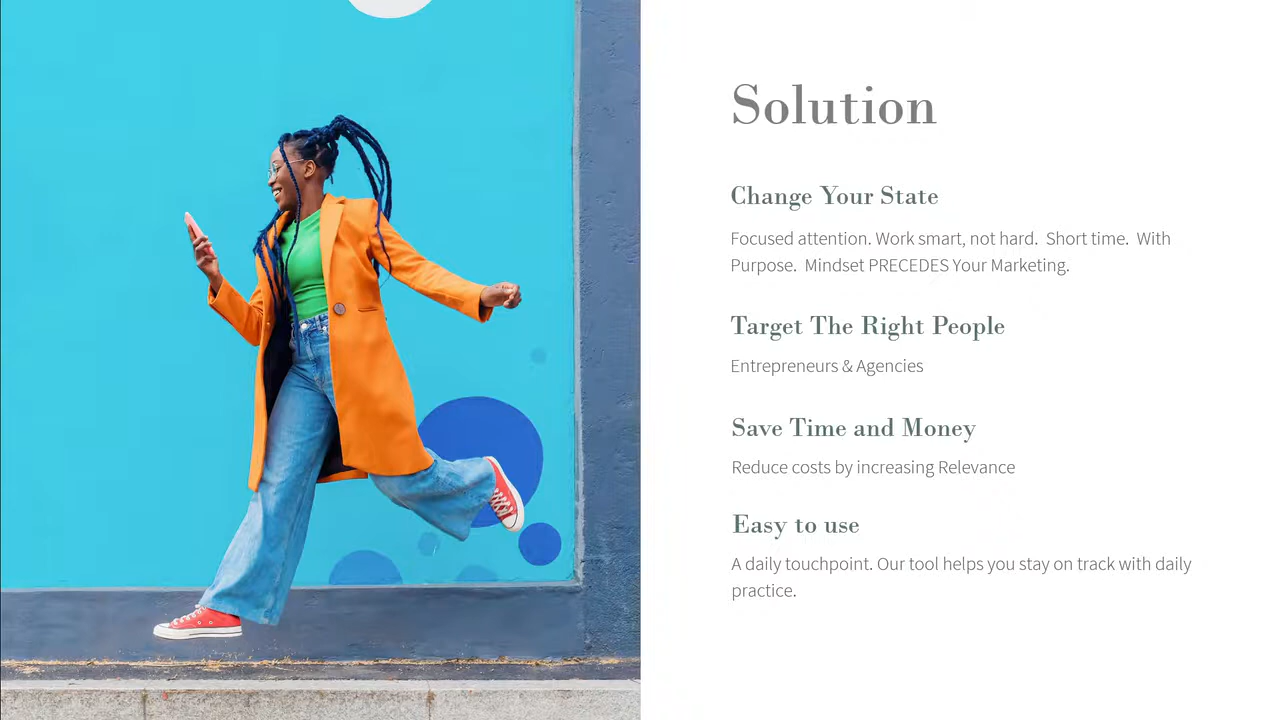 Solution
Change Your State
Focused attention. Work smart, not hard.  Short time.  With
Purpose.  Mindset PRECEDES Your Marketing.
Target The Right People
Entrepreneurs & Agencies
Save Time and Money
Reduce costs by increasing Relevance
Easy to use
A daily touchpoint. Our tool helps you stay on track with daily
practice.